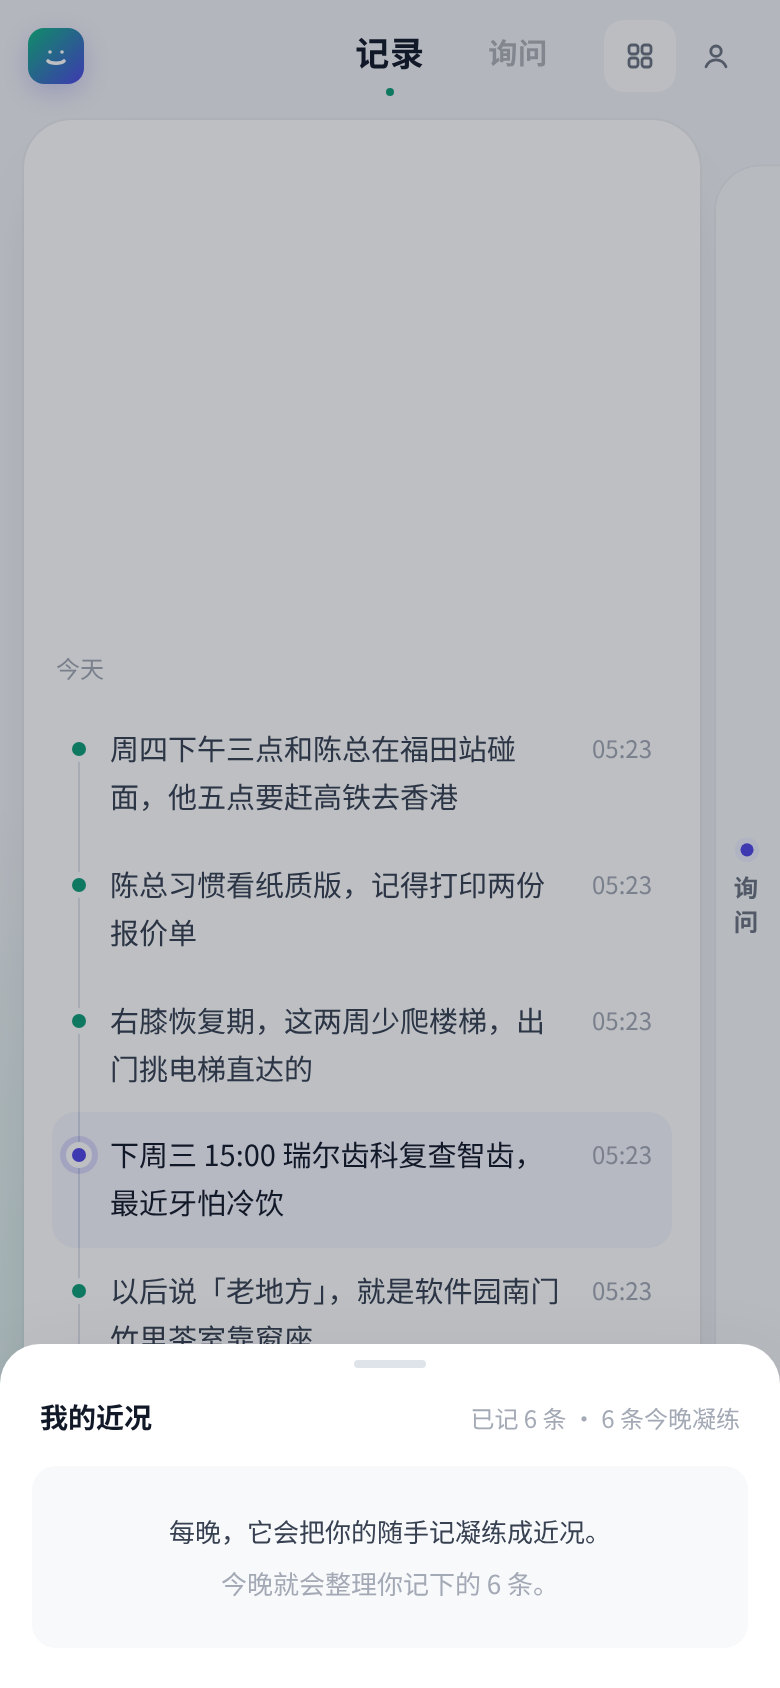 记录
询问
今天
周四下午三点和陈总在福田站碰
05:23
面，他五点要赶高铁去香港
陈总习惯看纸质版，记得打印两份
05:23
报价单
右膝恢复期，这两周少爬楼梯，出
05:23
门挑电梯直达的
下周三 15:00 瑞尔齿科复查智齿，
05:23
最近牙怕冷饮
以后说「老地方」，就是软件园南门
05:23
竹里茶室靠窗座
询
问
我的近况
已记 6 条 · 6 条今晚凝练
每晚，它会把你的随手记凝练成近况。
今晚就会整理你记下的 6 条。